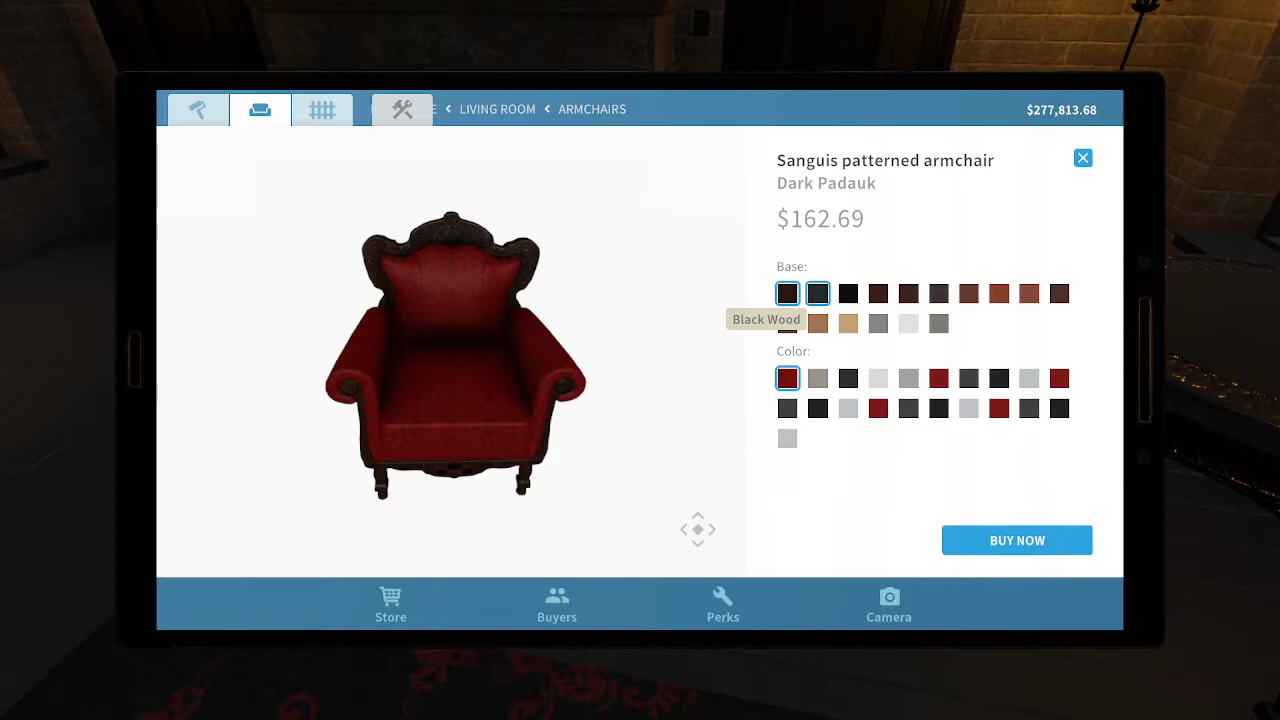 E < LIVING ROOM < ARMCHAIRS
$277,813.68
Sanguis patterned armchair
Dark Padauk
$162.69
Base:
Black Wood
Color:
BUY NOW
Store
Buyers
Perks
Camera